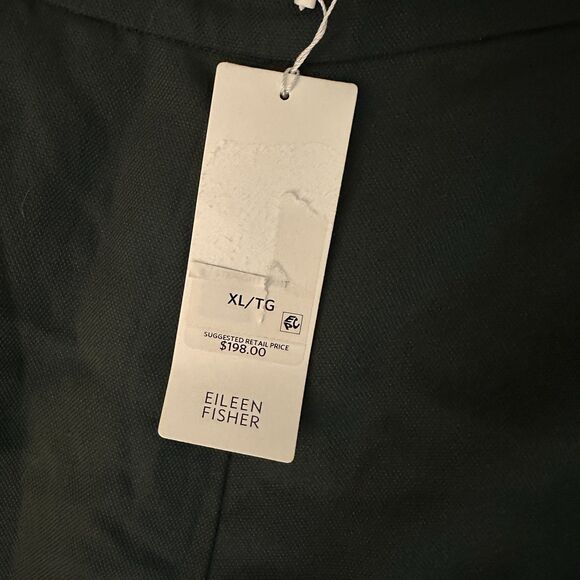 XL/TG
SUGGESTED RETAIL PRICE
$198.00
EILEEN
FISHER